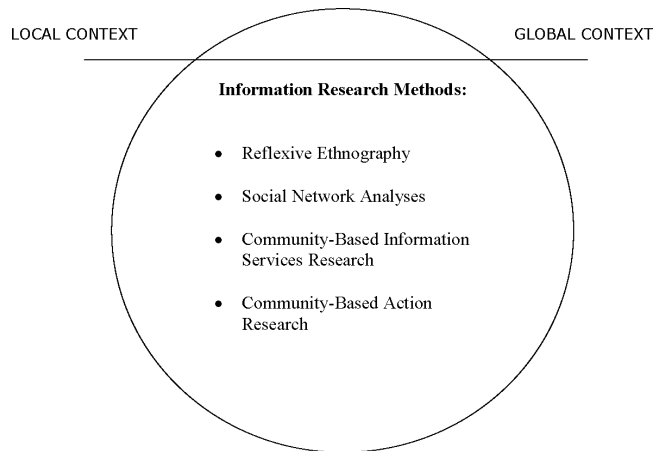 LOCAL CONTEXT
GLOBAL CONTEXT
Information Research Methods:
• Reflexive Ethnography
• Social Network Analyses
• Community-Based Information
Services Research
• Community-Based Action
Research